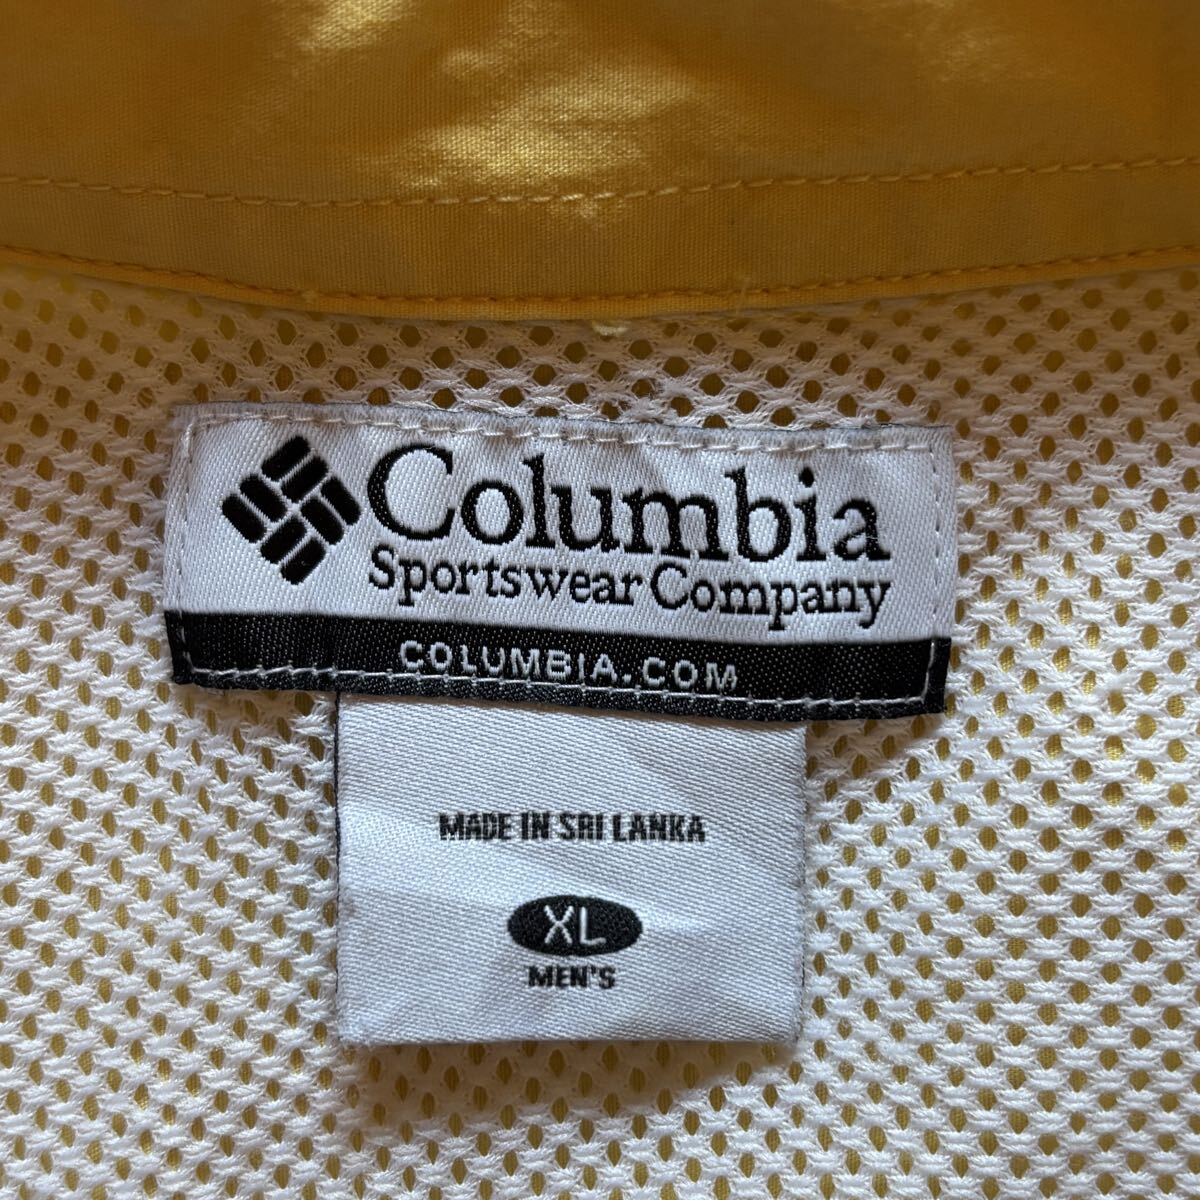 Columbia
Sportswear Company
COLUMBIA.COM
MADE IN SRI LANKA
XL
MEN'S